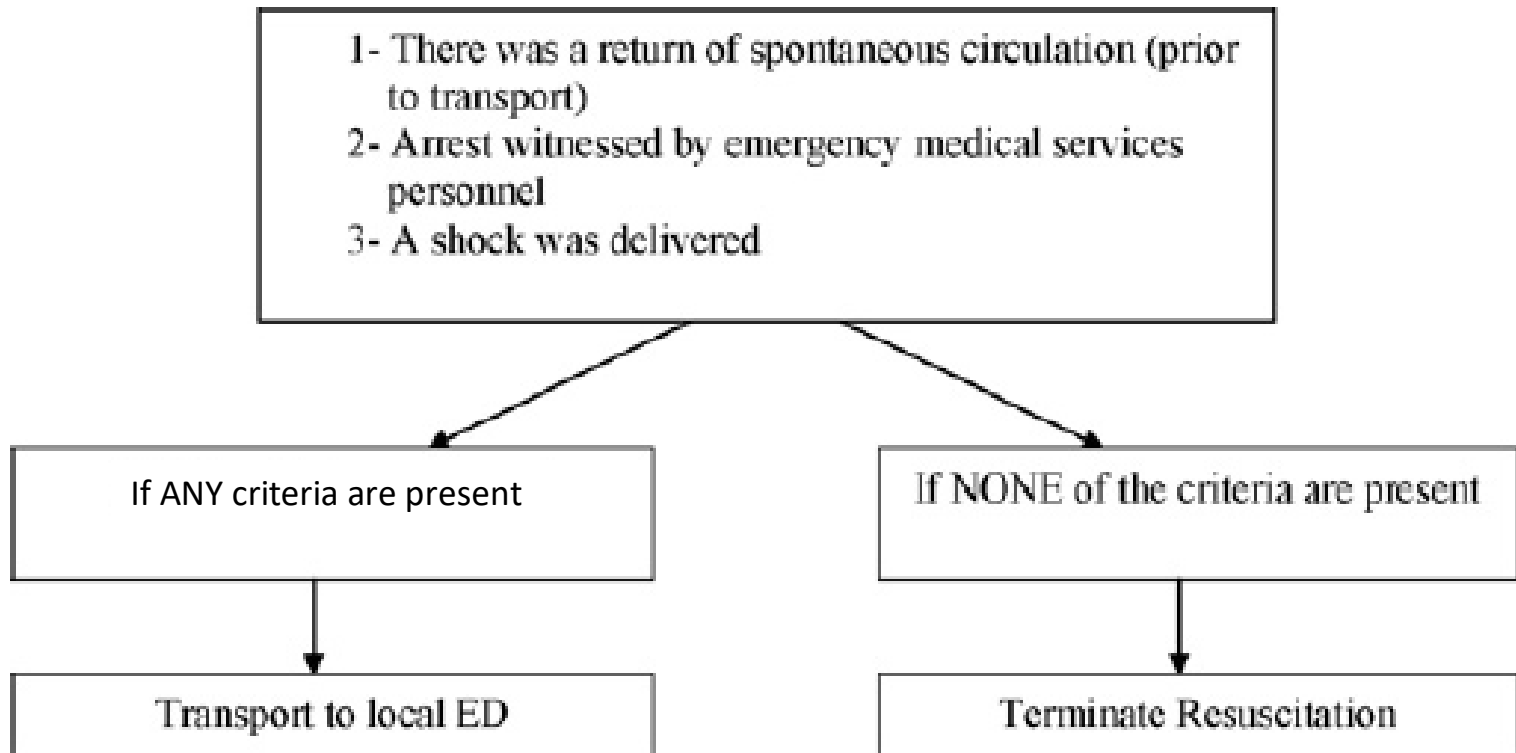 1- There was a return of spontaneous circulation (prior
to transport)
2- Arrest witnessed by emergency medical services
personnel
3- A shock was delivered
If ANY criteria are present
If NONE of the criteria are present
Transport to local ED
Terminate Resuscitation